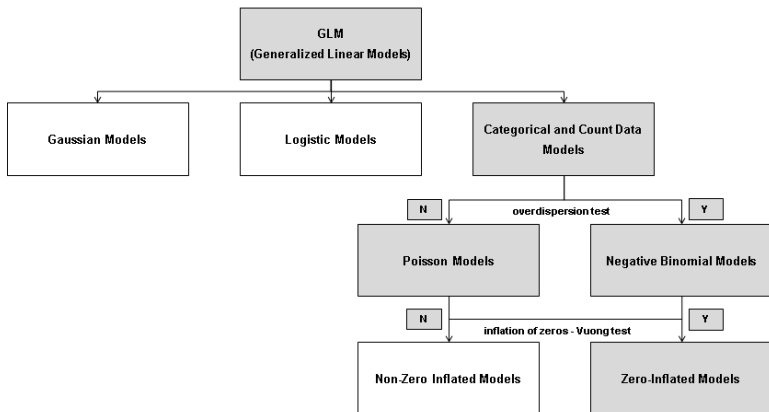 GLM
(Generalized Linear Models)
Gaussian Models
Logistic Models
Categorical and Count Data
Models
N
overdispersion test
Y
Poisson Models
Negative Binomial Models
N
inflation of zeros - Vuong test
Y
Non-Zero Inflated Models
Zero-Inflated Models